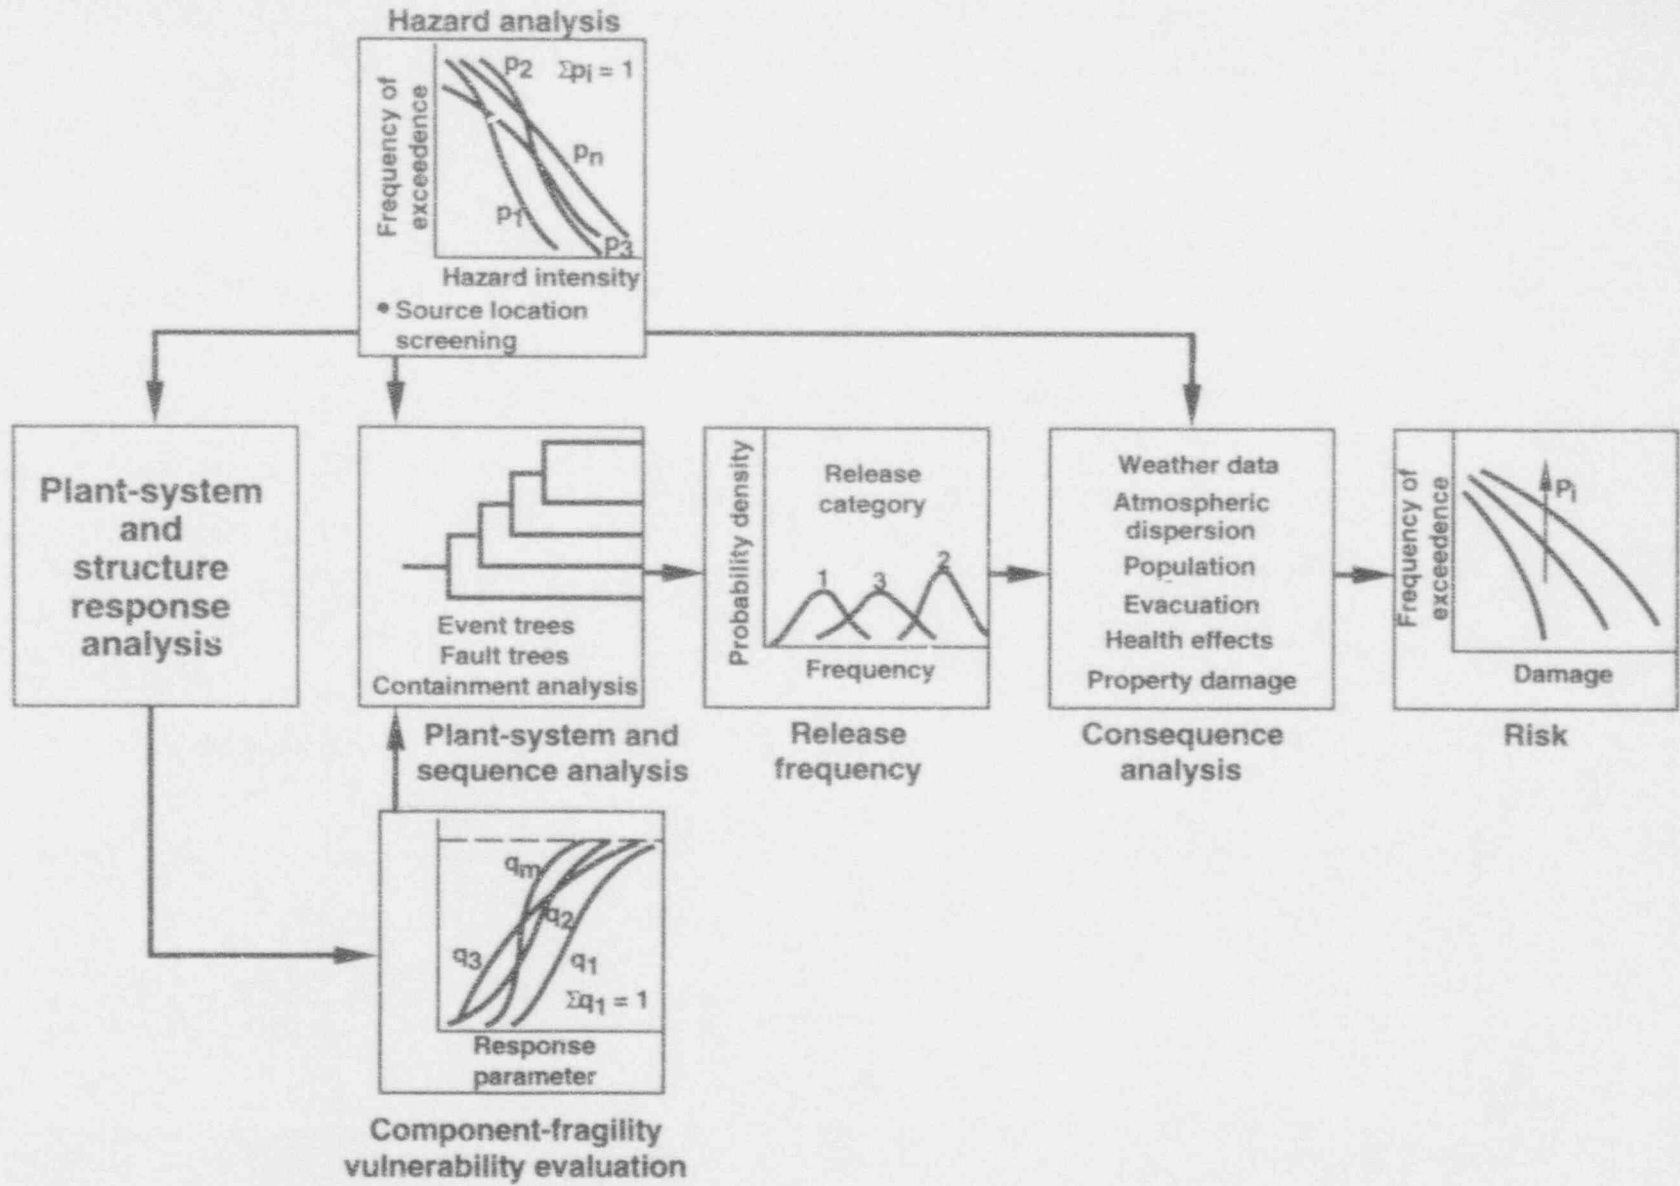 Hazard analysis
Frequency of
exceedence
p2
Σpi = 1
pn
p1
p3
Hazard intensity
• Source location
screening
Plant-system
and
structure
response
analysis
Event trees
Fault trees
Containment analysis
Plant-system and
sequence analysis
Probability density
Release
category
1
3
2
Frequency
Release
frequency
Weather data
Atmospheric
dispersion
Population
Evacuation
Health effects
Property damage
Consequence
analysis
Frequency of
exceedence
Pi
Damage
Risk
qm
q2
q3
q1
Σq1 = 1
Response
parameter
Component-fragility
vulnerability evaluation